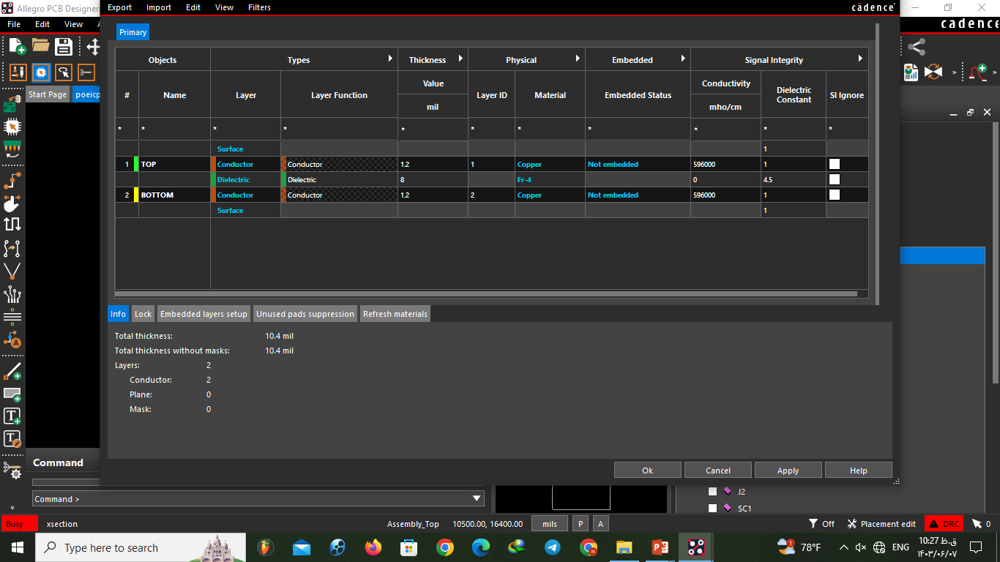 Allegro PCB Designer
Export Import Edit View Filters
cādence
File Edit View
cādence
Primary
Start Page
poeicp
Objects Types Thickness Physical Embedded Signal Integrity
# Name Layer Layer Function Value Layer ID Material Embedded Status Conductivity Dielectric Constant SI Ignore
mil mho/cm
* * * * * * * * * * *
Surface 1
1 TOP Conductor Conductor 1.2 1 Copper Not embedded 596000 1
Dielectric Dielectric 8 Fr-4 0 4.5
2 BOTTOM Conductor Conductor 1.2 2 Copper Not embedded 596000 1
Surface 1
Info Lock Embedded layers setup Unused pads suppression Refresh materials
Total thickness: 10.4 mil
Total thickness without masks: 10.4 mil
Layers: 2
Conductor: 2
Plane: 0
Mask: 0
Ok Cancel Apply Help
Command
Command >
J2
SC1
Busy xsection Assembly_Top 10500.00, 16400.00 mils P A Off Placement edit DRC 0
Type here to search
1 78°F ENG
10:27 ق.ظ
۱۴۰۳/۰۶/۰۷